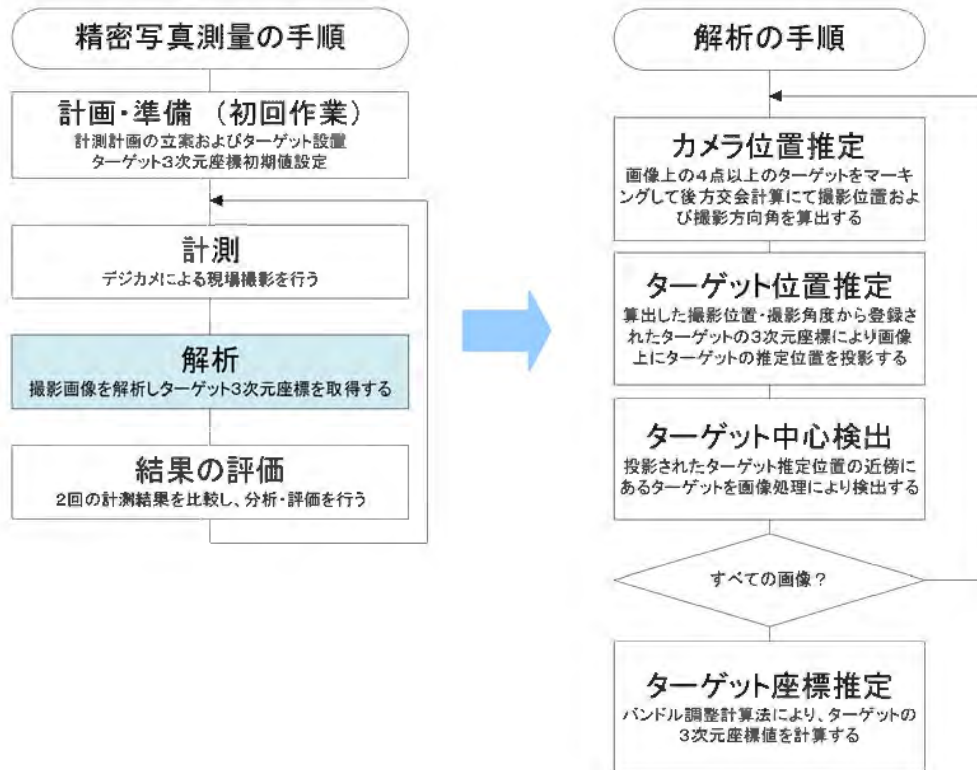 精密写真測量の手順
計画・準備 （初回作業）
計測計画の立案およびターゲット設置
ターゲット3次元座標初期値設定
計測
デジカメによる現場撮影を行う
解析
撮影画像を解析しターゲット3次元座標を取得する
結果の評価
2回の計測結果を比較し、分析・評価を行う
解析の手順
カメラ位置推定
画像上の4点以上のターゲットをマーキ
ングして後方交会計算にて撮影位置およ
び撮影方向角を算出する
ターゲット位置推定
算出した撮影位置・撮影角度から登録さ
れたターゲットの3次元座標により画像
上にターゲットの推定位置を投影する
ターゲット中心検出
投影されたターゲット推定位置の近傍に
あるターゲットを画像処理により検出する
すべての画像？
ターゲット座標推定
バンドル調整計算法により、ターゲットの
3次元座標値を計算する